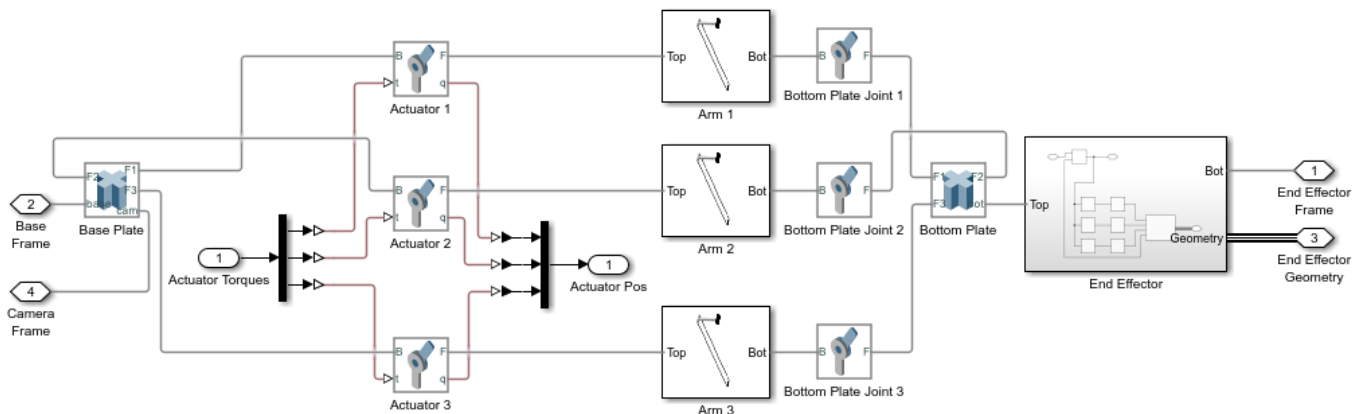 B
F
t
q
Actuator 1
Top
Bot
Arm 1
B
F
Bottom Plate Joint 1
F2
F1
base
F3
cam
Base Plate
2
Base
Frame
4
Camera
Frame
B
F
t
q
Actuator 2
1
Actuator Torques
1
Actuator Pos
Top
Bot
Arm 2
B
F
Bottom Plate Joint 2
F1
F2
F3
Bottom Plate
Top
Bot
Geometry
End Effector
1
End Effector
Frame
3
End Effector
Geometry
B
F
t
q
Actuator 3
Top
Bot
Arm 3
B
F
Bottom Plate Joint 3